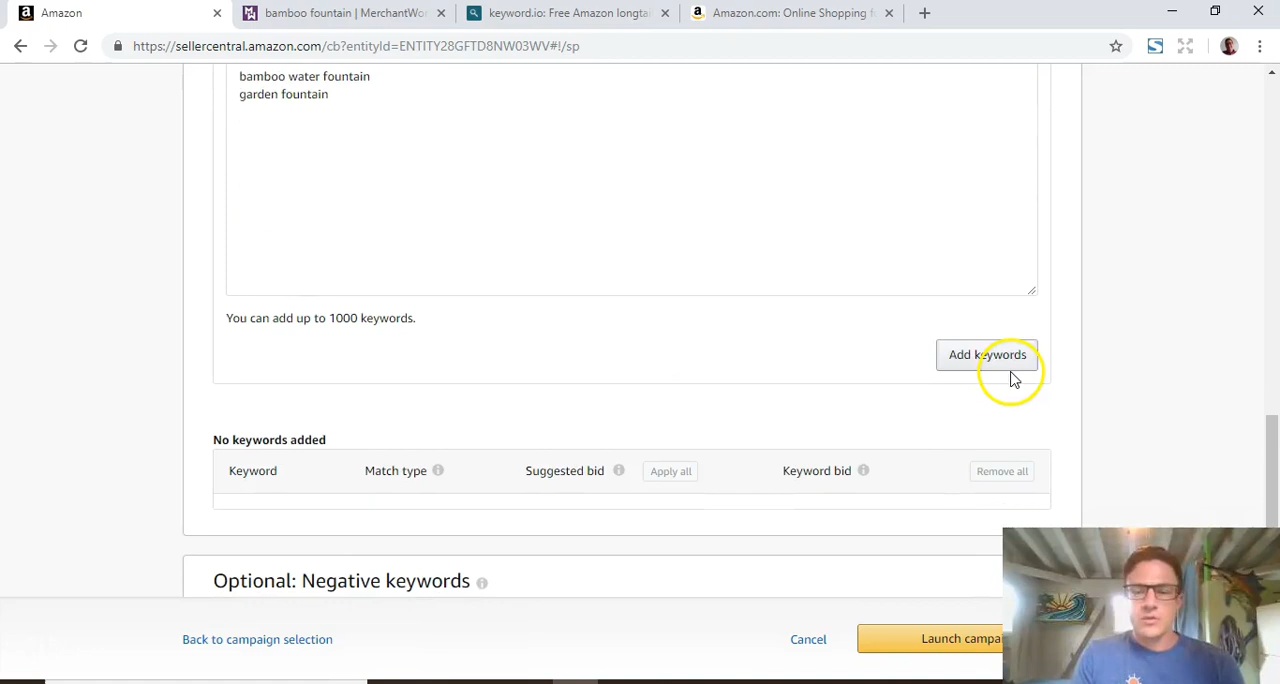 Amazon
bamboo fountain | MerchantWo
keyword.io: Free Amazon longtai
Amazon.com: Online Shopping f
https://sellercentral.amazon.com/cb?entityId=ENTITY28GFTD8NW03WV#!/sp
bamboo water fountain
garden fountain
You can add up to 1000 keywords.
Add keywords
No keywords added
Keyword Match type Suggested bid Apply all Keyword bid Remove all
Optional: Negative keywords
Back to campaign selection Cancel Launch campa